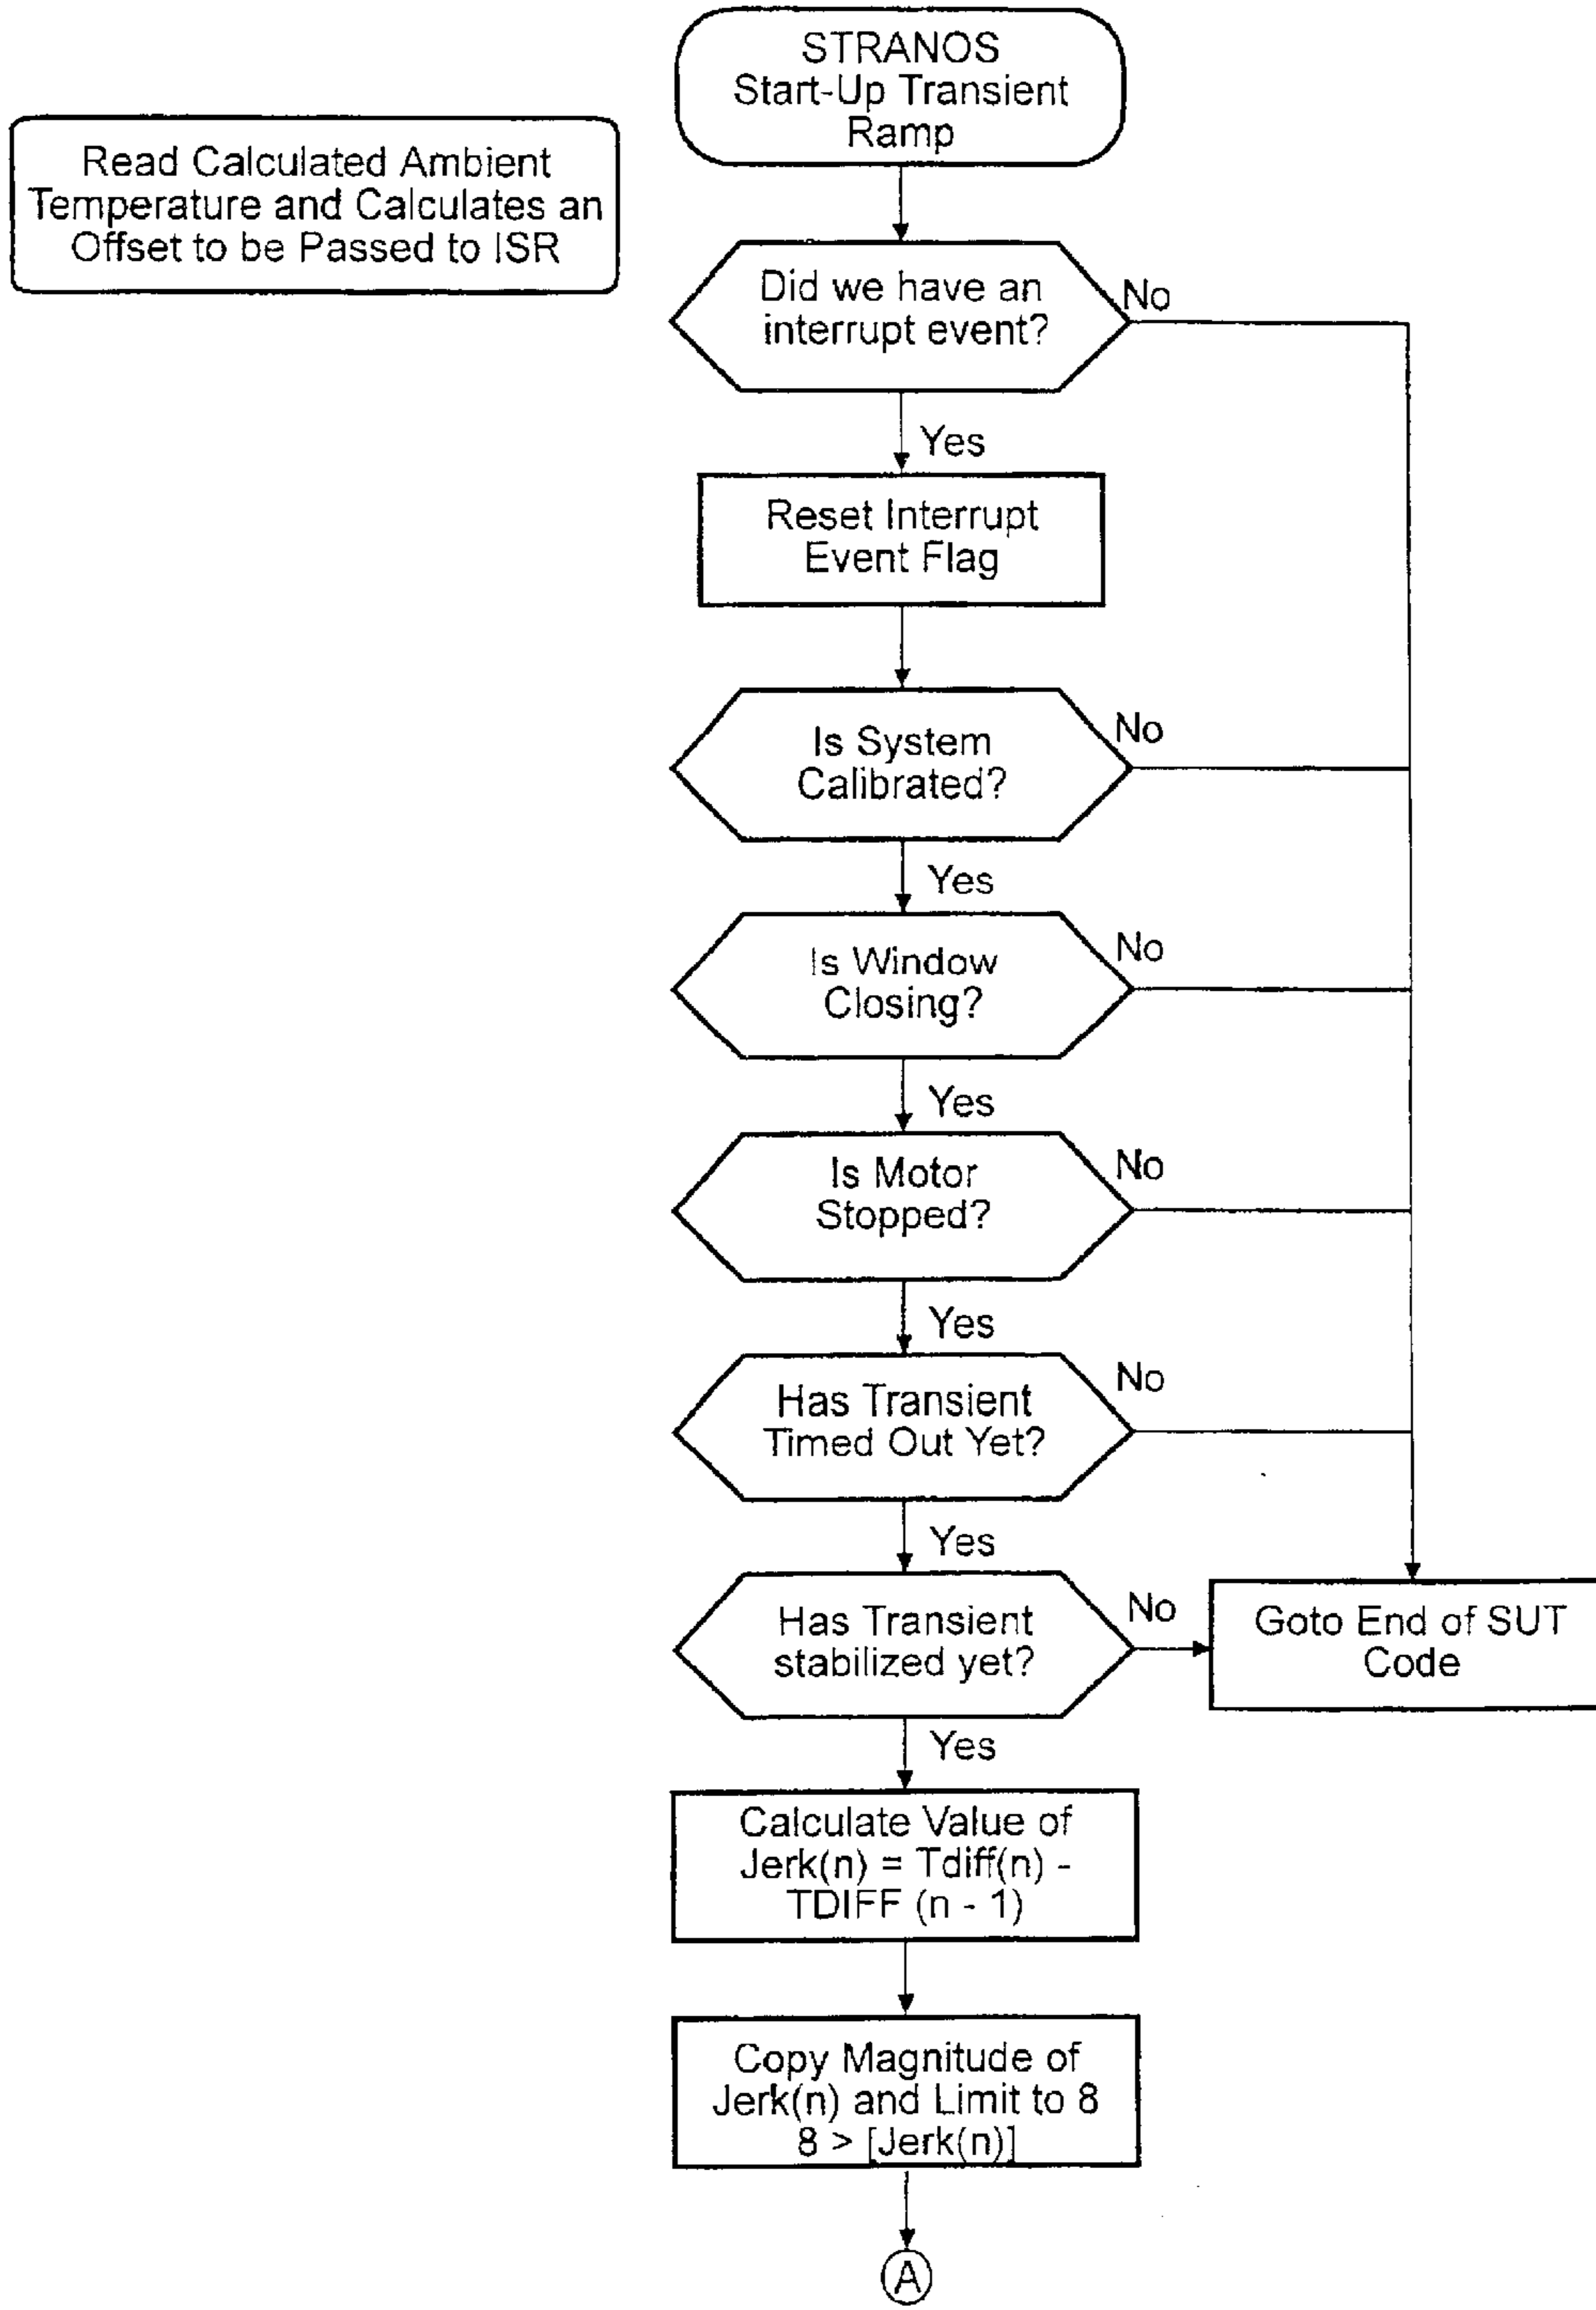 STRANOS
Start-Up Transient
Ramp
Read Calculated Ambient
Temperature and Calculates an
Offset to be Passed to ISR
Did we have an
interrupt event?
No
Yes
Reset Interrupt
Event Flag
Is System
Calibrated?
No
Yes
Is Window
Closing?
No
Yes
Is Motor
Stopped?
No
Yes
Has Transient
Timed Out Yet?
No
Yes
Has Transient
stabilized yet?
No
Goto End of SUT
Code
Yes
Calculate Value of
Jerk(n) = Tdiff(n) -
TDIFF (n - 1)
Copy Magnitude of
Jerk(n) and Limit to 8
8 > [Jerk(n)]
A